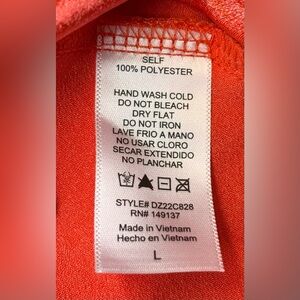 SELF
100% POLYESTER
HAND WASH COLD
DO NOT BLEACH
DRY FLAT
DO NOT IRON
LAVE FRIO A MANO
NO USAR CLORO
SECAR EXTENDIDO
NO PLANCHAR
STYLE# DZ22C828
RN# 149137
Made in Vietnam
Hecho en Vietnam
L